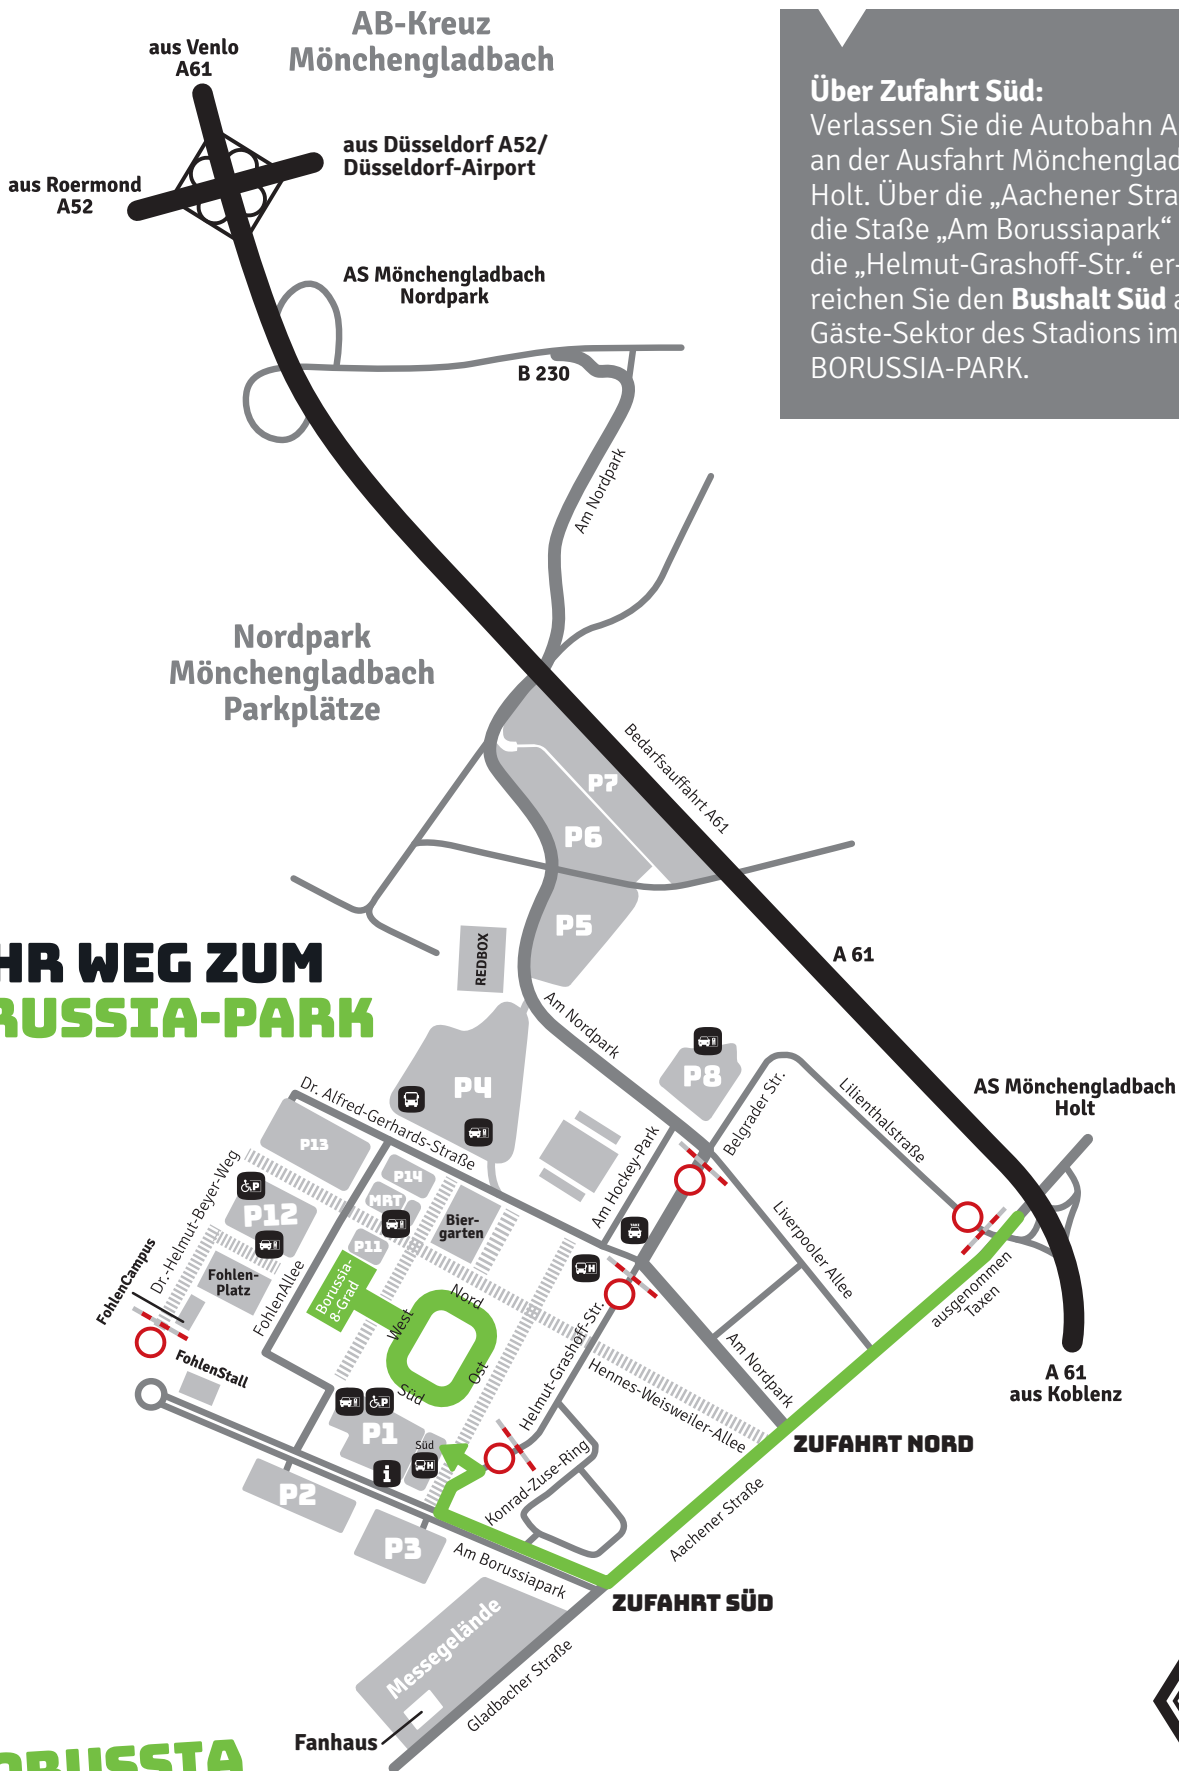 AB-Kreuz
Mönchengladbach
aus Venlo
A61
aus Düsseldorf A52/
Düsseldorf-Airport
aus Roermond
A52
AS Mönchengladbach
Nordpark
B 230
Über Zufahrt Süd:
Verlassen Sie die Autobahn A
an der Ausfahrt Mönchenglad
Holt. Über die „Aachener Stra
die Staße „Am Borussiapark“
die „Helmut-Grashoff-Str.“ er-
reichen Sie den Bushalt Süd a
Gäste-Sektor des Stadions im
BORUSSIA-PARK.
Am Nordpark
Nordpark
Mönchengladbach
Parkplätze
Bedarfsauffahrt A61
P7
P6
P5
REDBOX
A 61
HR WEG ZUM
RUSSIA-PARK
Am Nordpark
P8
P4
Belgrader Str.
Lilienthalstraße
AS Mönchengladbach
Holt
Dr. Alfred-Gerhards-Straße
P13
P14
MRT
P11
P12
P
Bier-
garten
Am Hockey-Park
TAXI
H
Liverpooler Allee
Dr.-Helmut-Beyer-Weg
FohlenCampus
Fohlen-
Platz
FohlenAllee
Borussia-
8-Grad
Nord
West
Ost
Süd
ausgenommen
Taxen
FohlenStall
Helmut-Grashoff-Str.
Hennes-Weisweiler-Allee
Am Nordpark
A 61
aus Koblenz
P
P1
Süd
H
i
ZUFAHRT NORD
Konrad-Zuse-Ring
Aachener Straße
P2
P3
Am Borussiapark
ZUFAHRT SÜD
Messegelände
Gladbacher Straße
Fanhaus
ORUSSIA